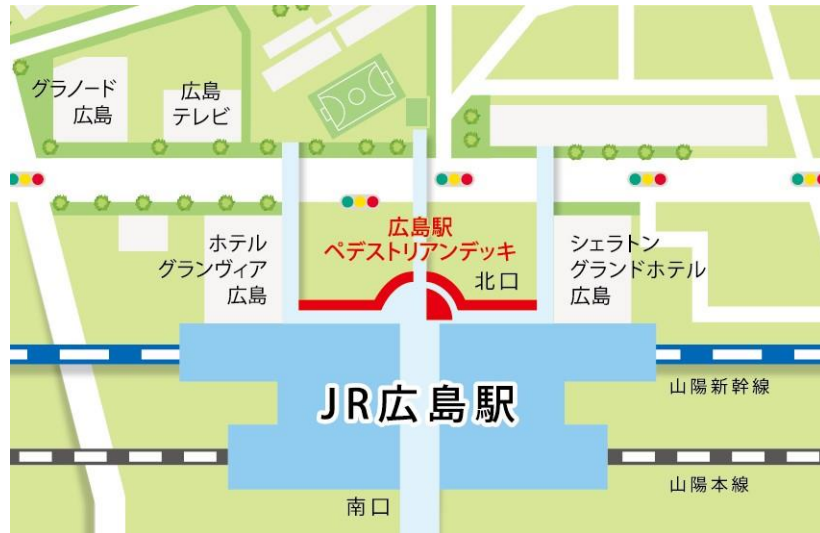 グラノード
広島
広島
テレビ
広島駅
ペデストリアンデッキ
ホテル
グランヴィア
広島
北口
シェラトン
グランドホテル
広島
JR広島駅
山陽新幹線
山陽本線
南口